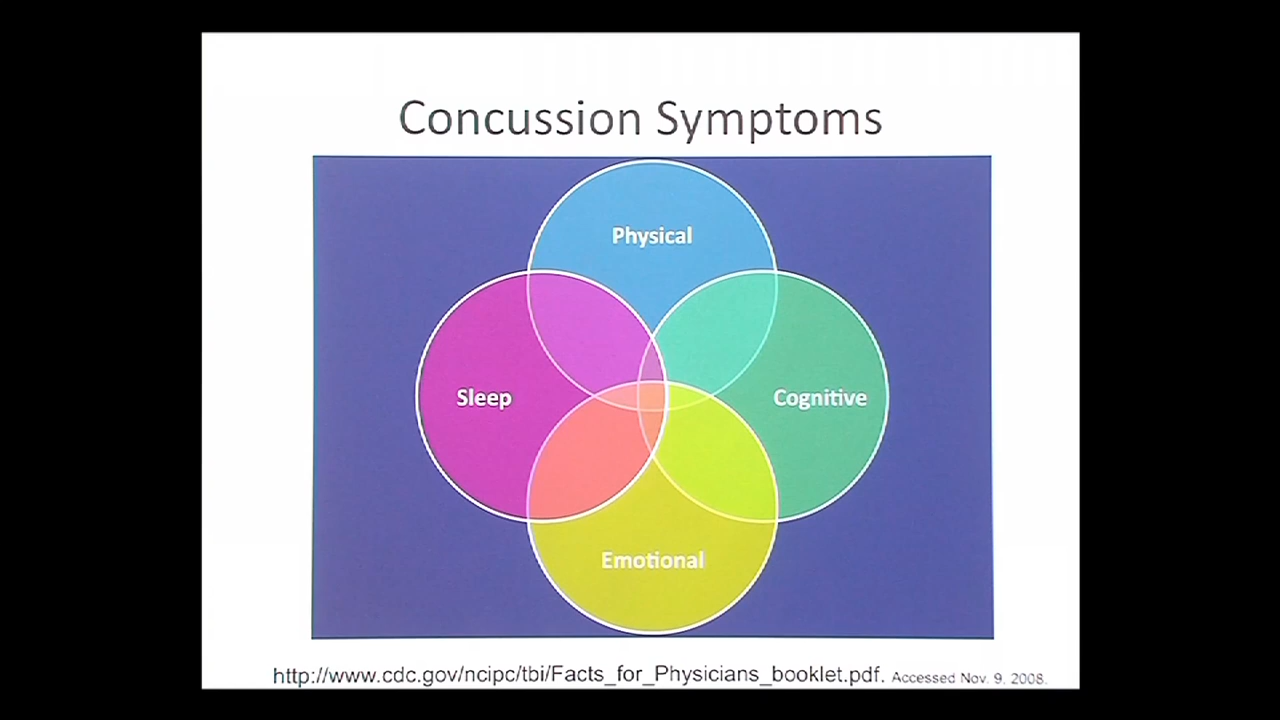 Concussion Symptoms
Physical
Sleep
Cognitive
Emotional
http://www.cdc.gov/ncipc/tbi/Facts_for_Physicians_booklet.pdf. Accessed Nov. 9, 2008.